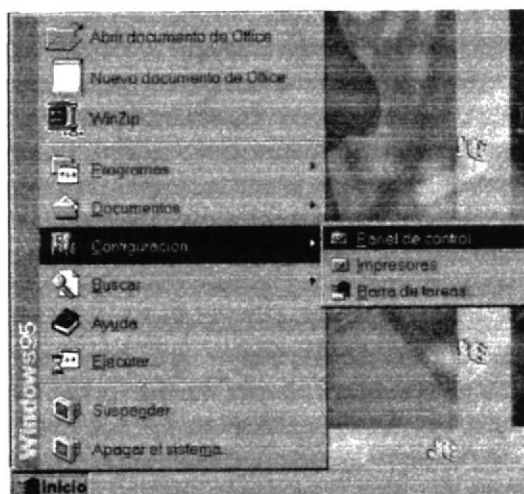 Abrir documento de Office
Nuevo documento de Office
WinZip
Programas
Documentos
Configuración
Panel de control
Impresoras
Barra de tareas...
Buscar
Ayuda
Ejecutar...
Suspender
Apagar el sistema...
Windows95
Inicio